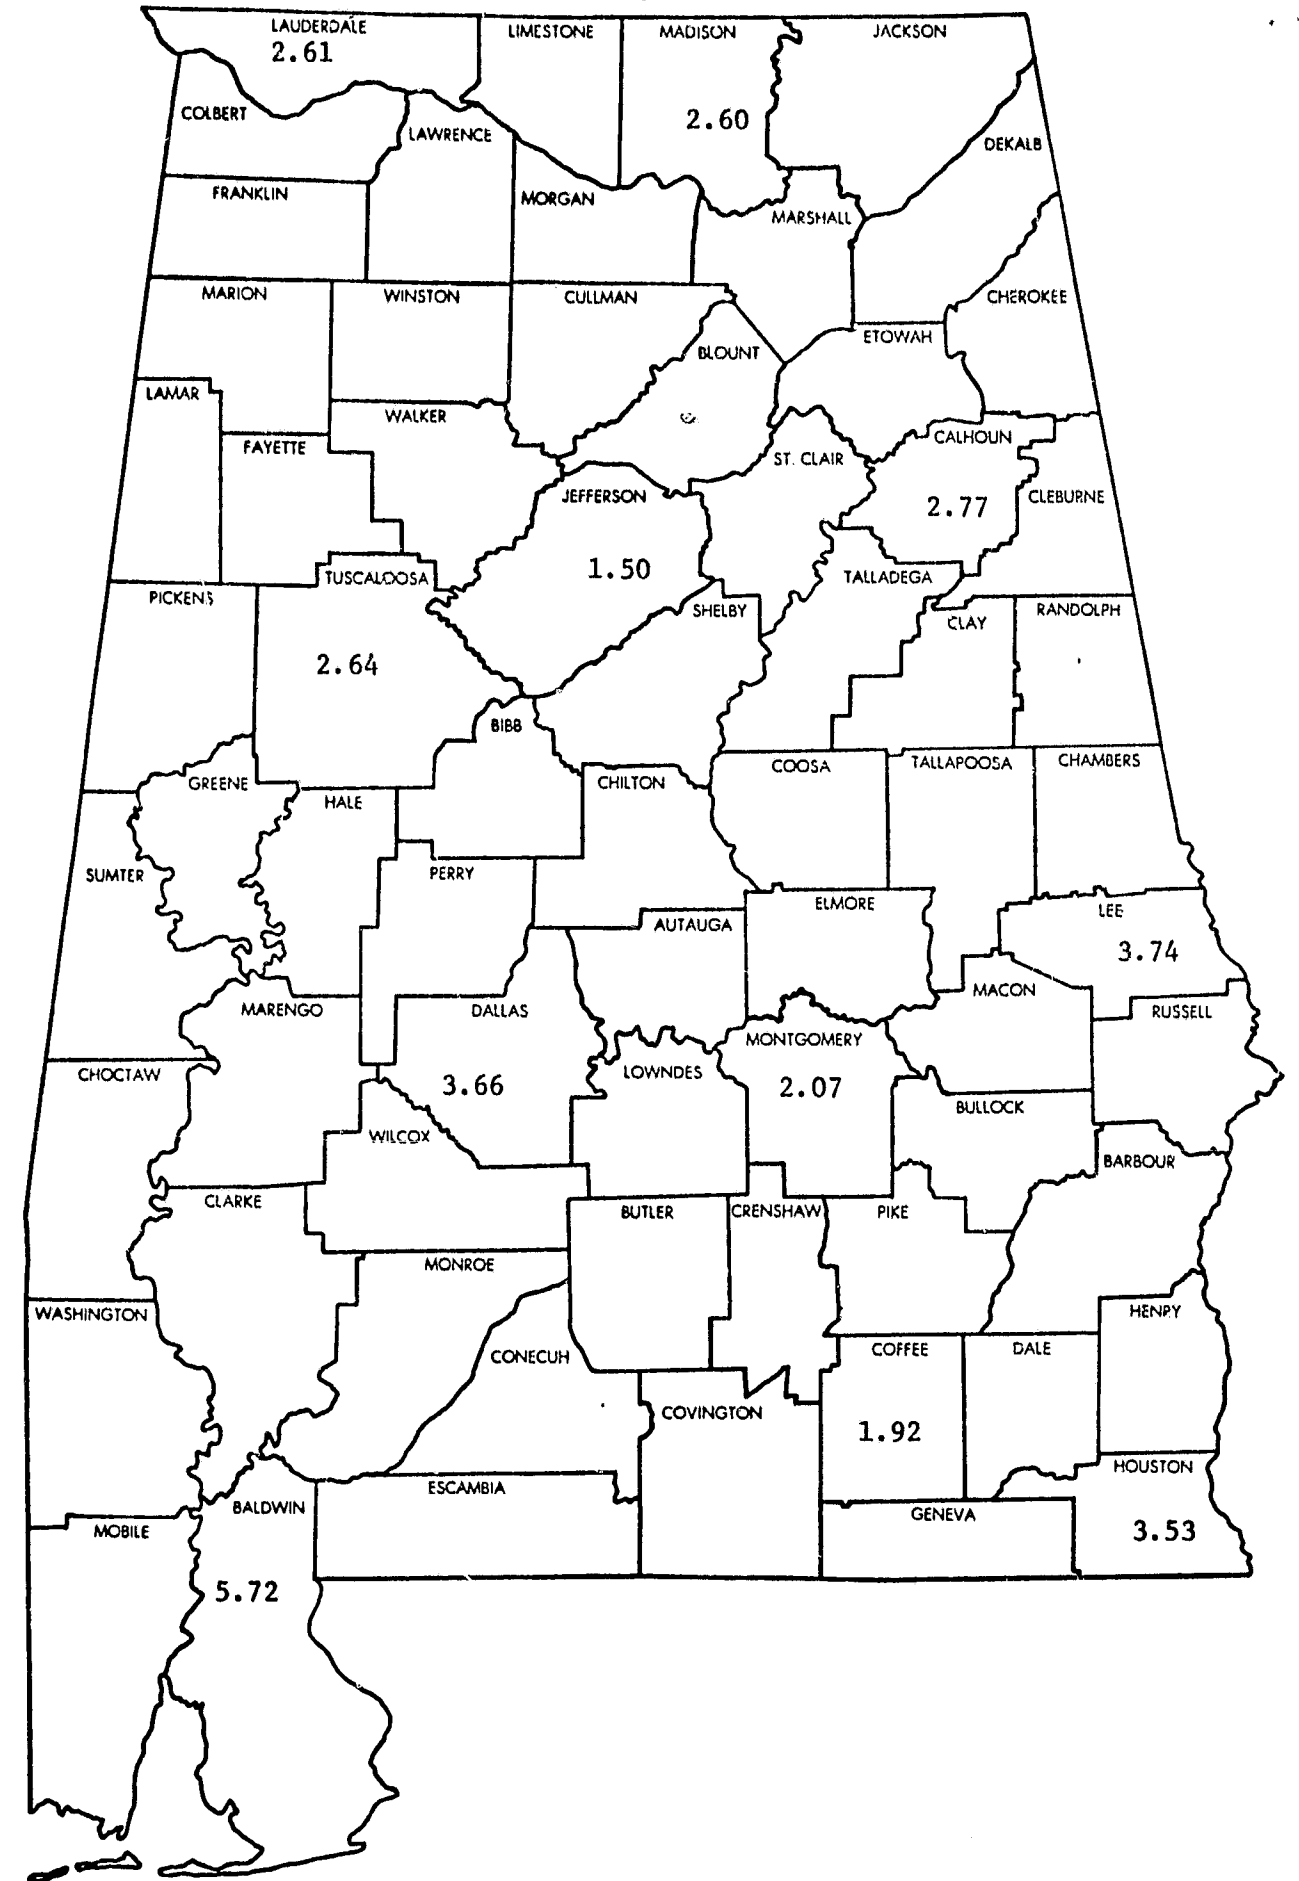 LAUDERDALE
LIMESTONE
MADISON
JACKSON
2.61
COLBERT
LAWRENCE
2.60
DEKALB
FRANKLIN
MORGAN
MARSHALL
MARION
WINSTON
CULLMAN
CHEROKEE
ETOWAH
BLOUNT
LAMAR
WALKER
FAYETTE
CALHOUN
ST. CLAIR
JEFFERSON
CLEBURNE
2.77
1.50
TUSCALOOSA
TALLADEGA
PICKENS
SHELBY
CLAY
RANDOLPH
2.64
BIBB
COOSA
TALLAPOOSA
CHAMBERS
GREENE
CHILTON
HALE
SUMTER
PERRY
ELMORE
LEE
AUTAUGA
3.74
MACON
MARENGO
DALLAS
RUSSELL
MONTGOMERY
CHOCTAW
LOWNDES
3.66
2.07
BULLOCK
WILCOX
BARBOUR
CLARKE
BUTLER
CRENSHAW
PIKE
MONROE
WASHINGTON
HENRY
CONECUH
COFFEE
DALE
COVINGTON
1.92
HOUSTON
ESCAMBIA
BALDWIN
GENEVA
MOBILE
3.53
5.72